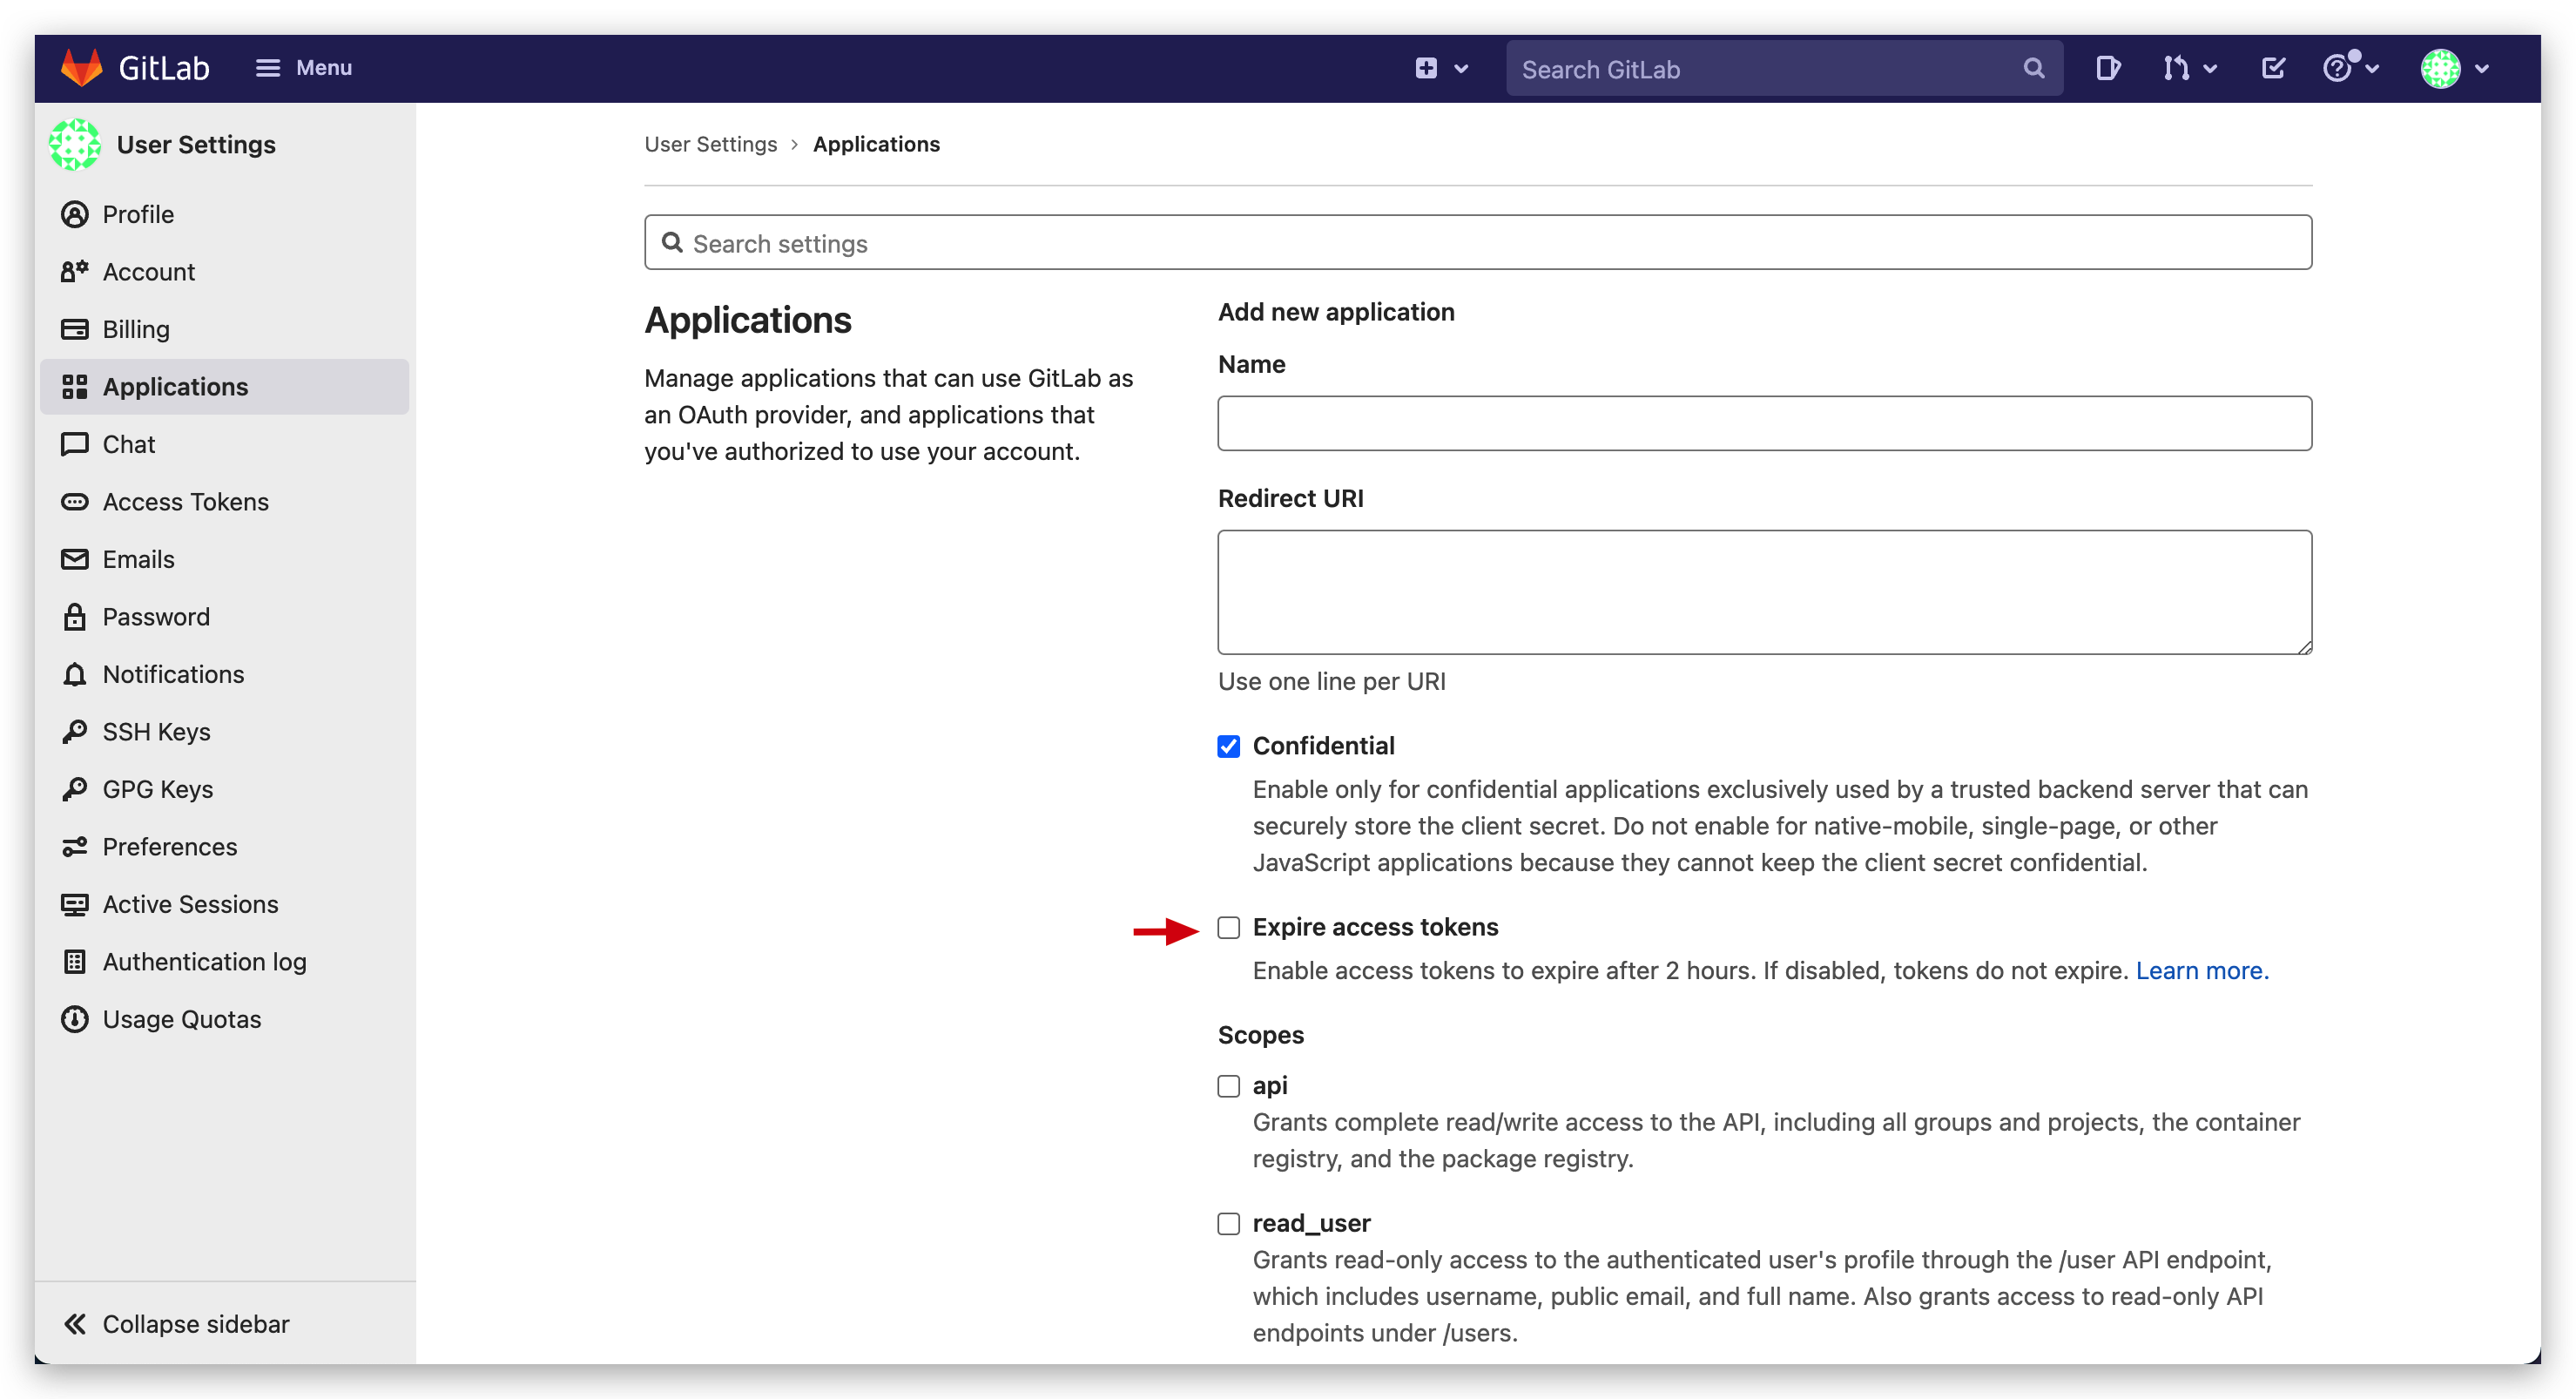 GitLab
Menu
Search GitLab
User Settings
Profile
Account
Billing
Applications
Chat
Access Tokens
Emails
Password
Notifications
SSH Keys
GPG Keys
Preferences
Active Sessions
Authentication log
Usage Quotas
Collapse sidebar
User Settings › Applications
Search settings
Applications
Manage applications that can use GitLab as
an OAuth provider, and applications that
you've authorized to use your account.
Add new application
Name
Redirect URI
Use one line per URI
Confidential
Enable only for confidential applications exclusively used by a trusted backend server that can
securely store the client secret. Do not enable for native-mobile, single-page, or other
JavaScript applications because they cannot keep the client secret confidential.
Expire access tokens
Enable access tokens to expire after 2 hours. If disabled, tokens do not expire. Learn more.
Scopes
api
Grants complete read/write access to the API, including all groups and projects, the container
registry, and the package registry.
read_user
Grants read-only access to the authenticated user's profile through the /user API endpoint,
which includes username, public email, and full name. Also grants access to read-only API
endpoints under /users.